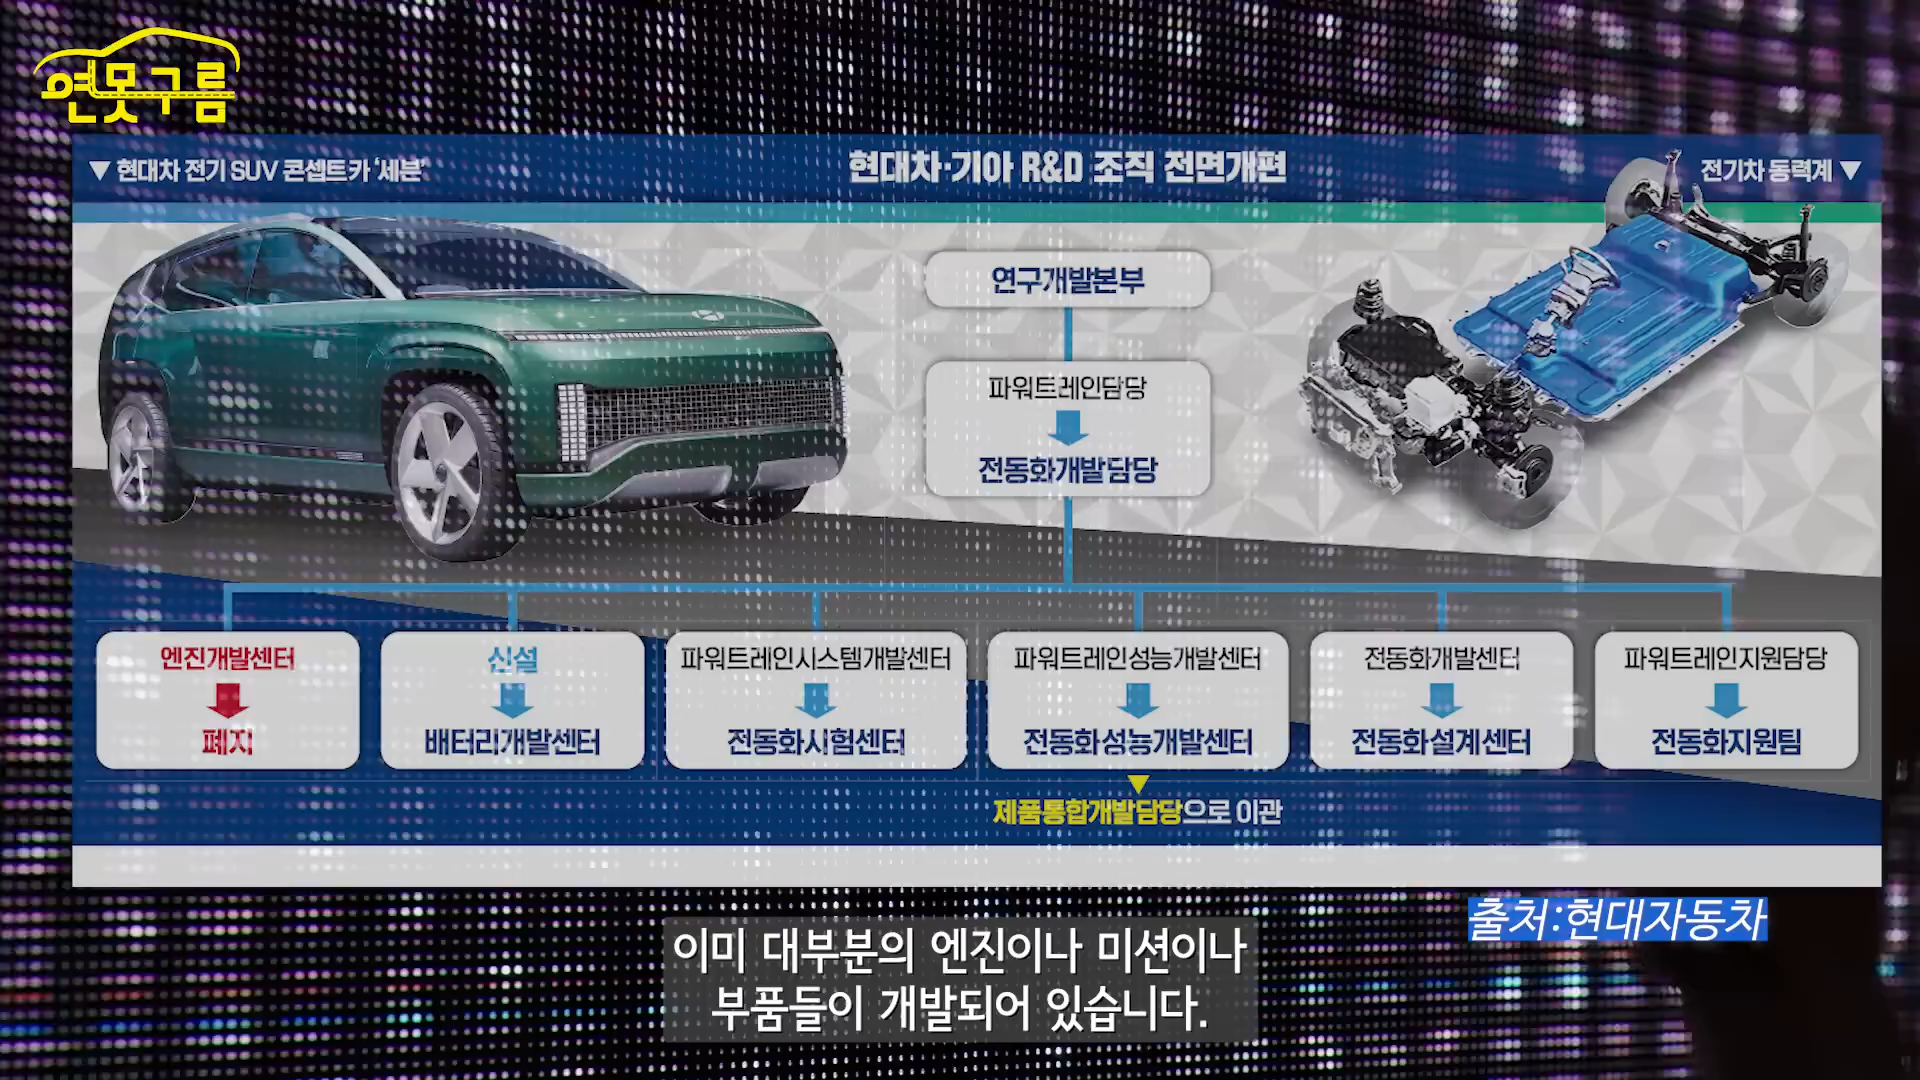 연못구름
▼ 현대차 전기 SUV 콘셉트카 '세븐'
현대차·기아 R&D 조직 전면개편
전기차 동력계 ▼
연구개발본부
파워트레인담당
전동화개발담당
엔진개발센터
폐지
신설
배터리개발센터
파워트레인시스템개발센터
전동화시험센터
파워트레인성능개발센터
전동화성능개발센터
제품통합개발담당으로 이관
전동화개발센터
전동화설계센터
파워트레인지원담당
전동화지원팀
출처:현대자동차
이미 대부분의 엔진이나 미션이나
부품들이 개발되어 있습니다.